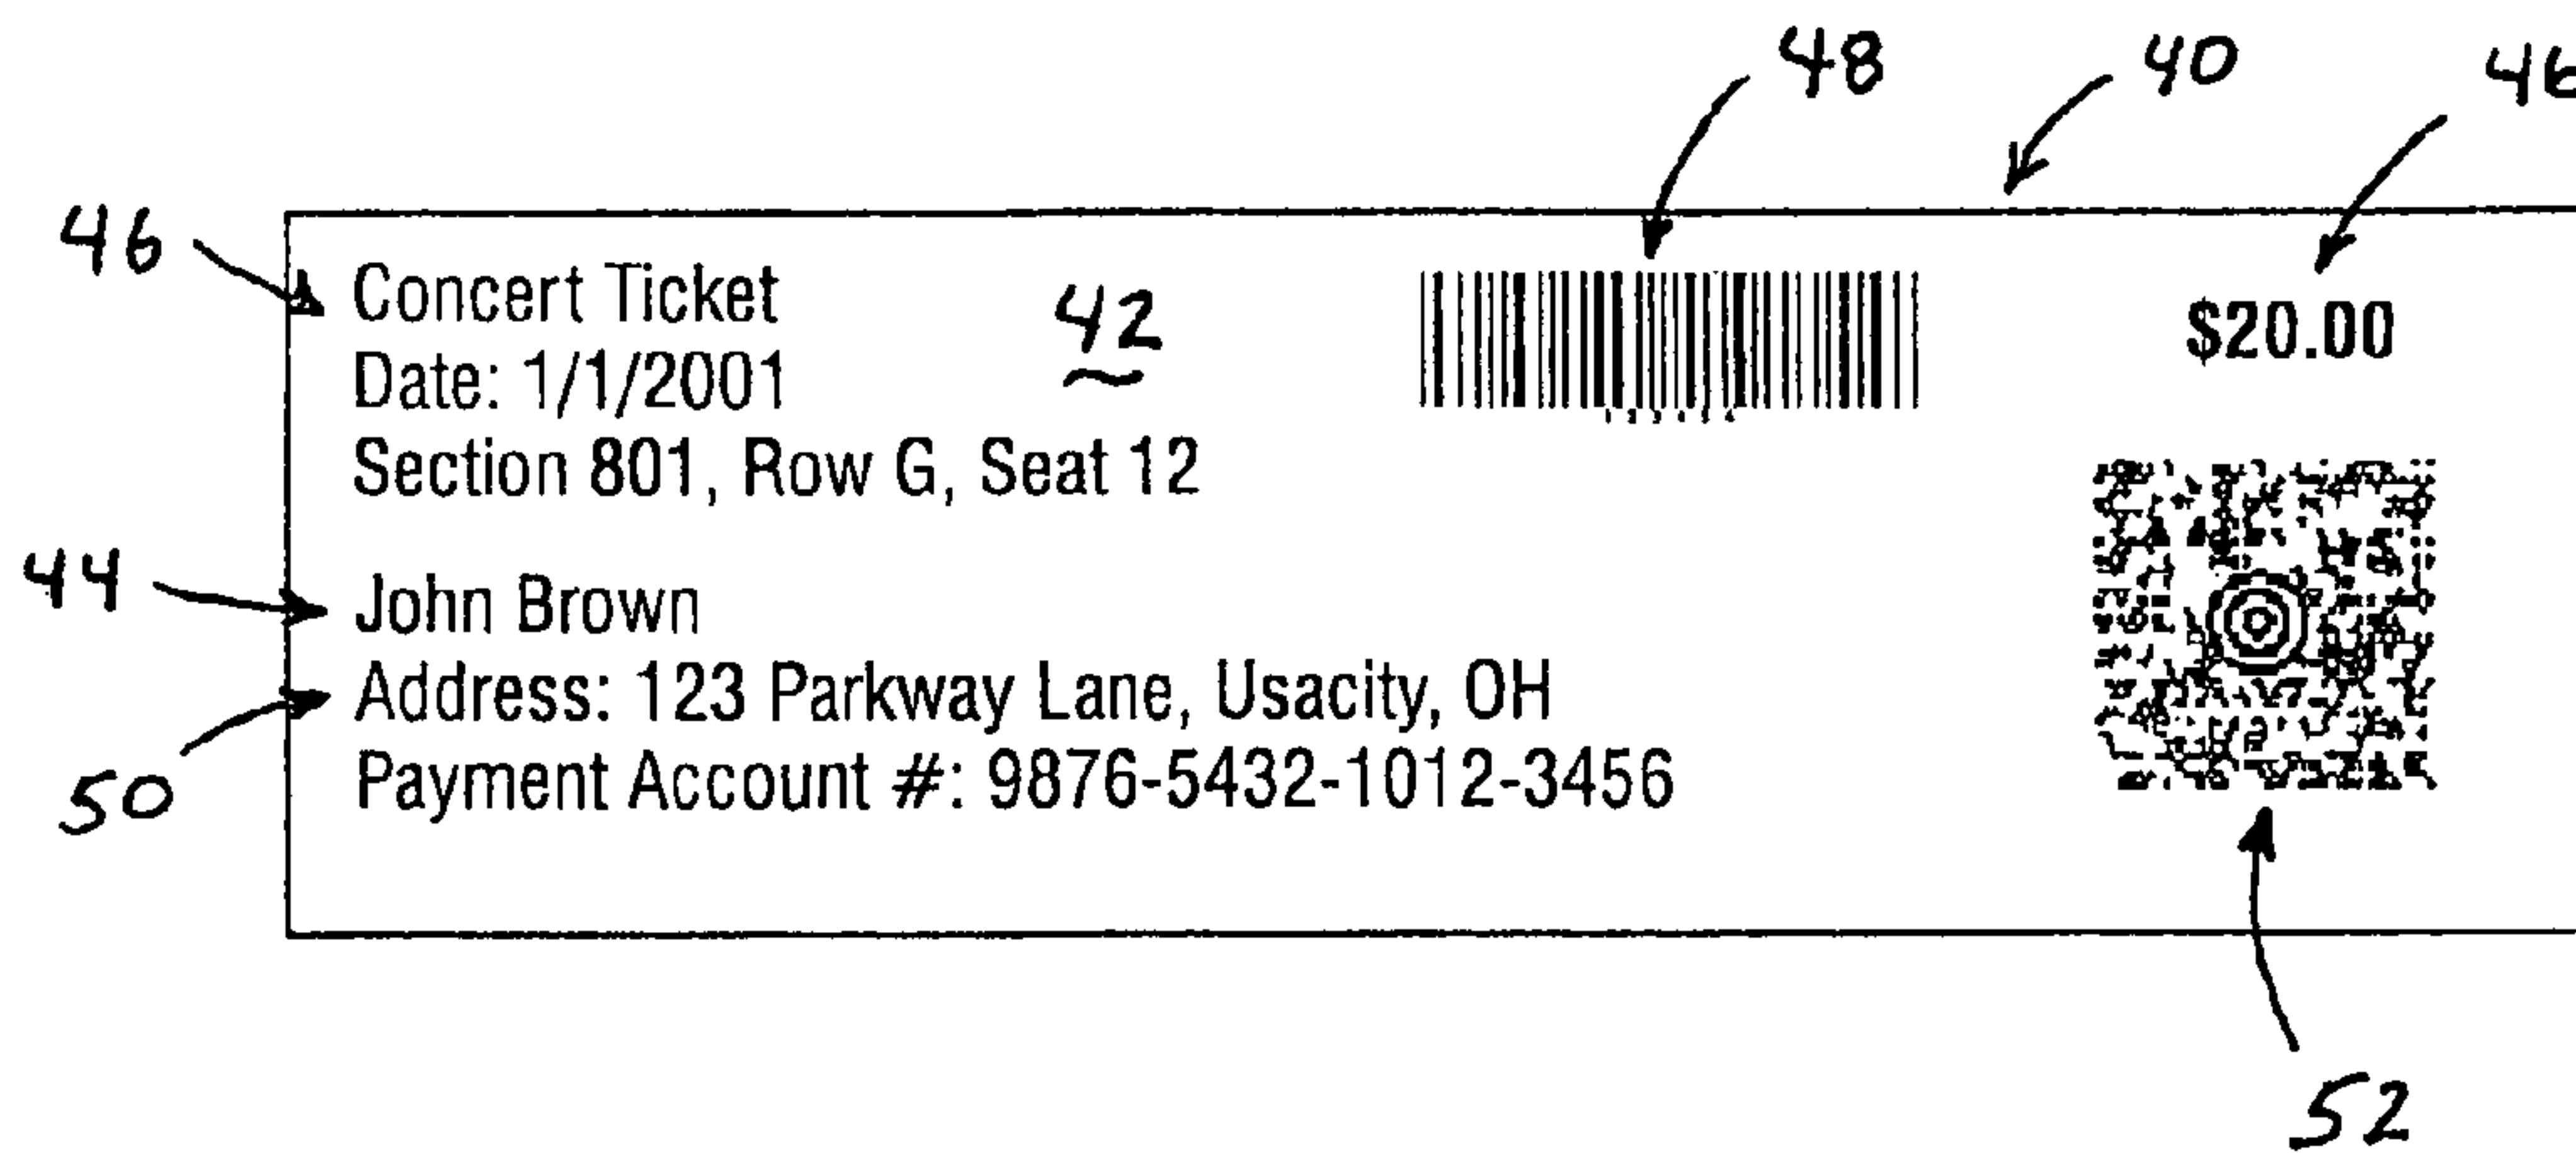 48 40 46
46 Concert Ticket 42 $20.00
Date: 1/1/2001
Section 801, Row G, Seat 12
44 John Brown
50 Address: 123 Parkway Lane, Usacity, OH
Payment Account #: 9876-5432-1012-3456
52